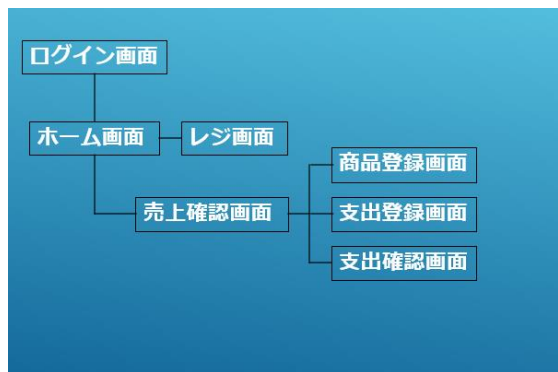 ログイン画面
ホーム画面
レジ画面
商品登録画面
売上確認画面
支出登録画面
支出確認画面